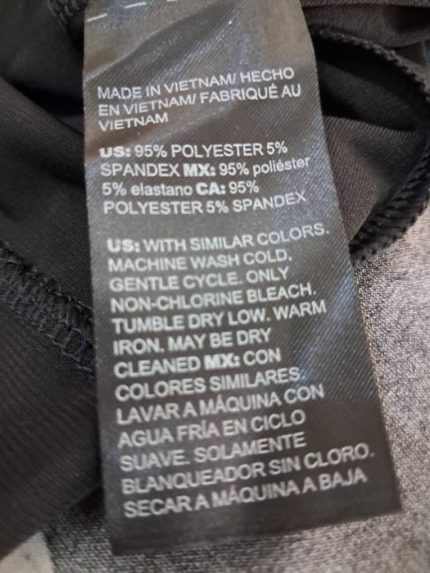 MADE IN VIETNAM/ HECHO
EN VIETNAM/ FABRIQUÉ AU
VIETNAM
US: 95% POLYESTER 5%
SPANDEX MX: 95% poliéster
5% elastano CA: 95%
POLYESTER 5% SPANDEX
US: WITH SIMILAR COLORS.
MACHINE WASH COLD.
GENTLE CYCLE. ONLY
NON-CHLORINE BLEACH.
TUMBLE DRY LOW. WARM
IRON. MAY BE DRY
CLEANED MX: CON
COLORES SIMILARES.
LAVAR A MÁQUINA CON
AGUA FRÍA EN CICLO
SUAVE. SOLAMENTE
BLANQUEADOR SIN CLORO.
SECAR A MÁQUINA A BAJA